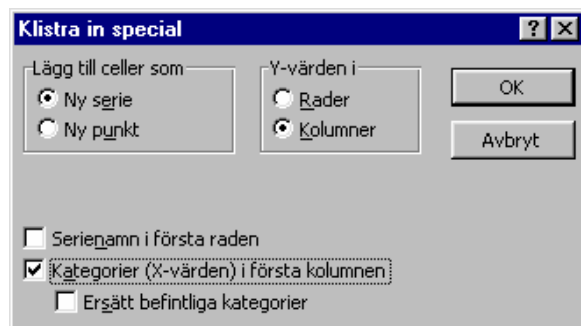 Klistra in special
Lägg till celler som
Ny serie
Ny punkt
Y-värden i
Rader
Kolumner
OK
Avbryt
Serienamn i första raden
Kategorier (X-värden) i första kolumnen
Ersätt befintliga kategorier